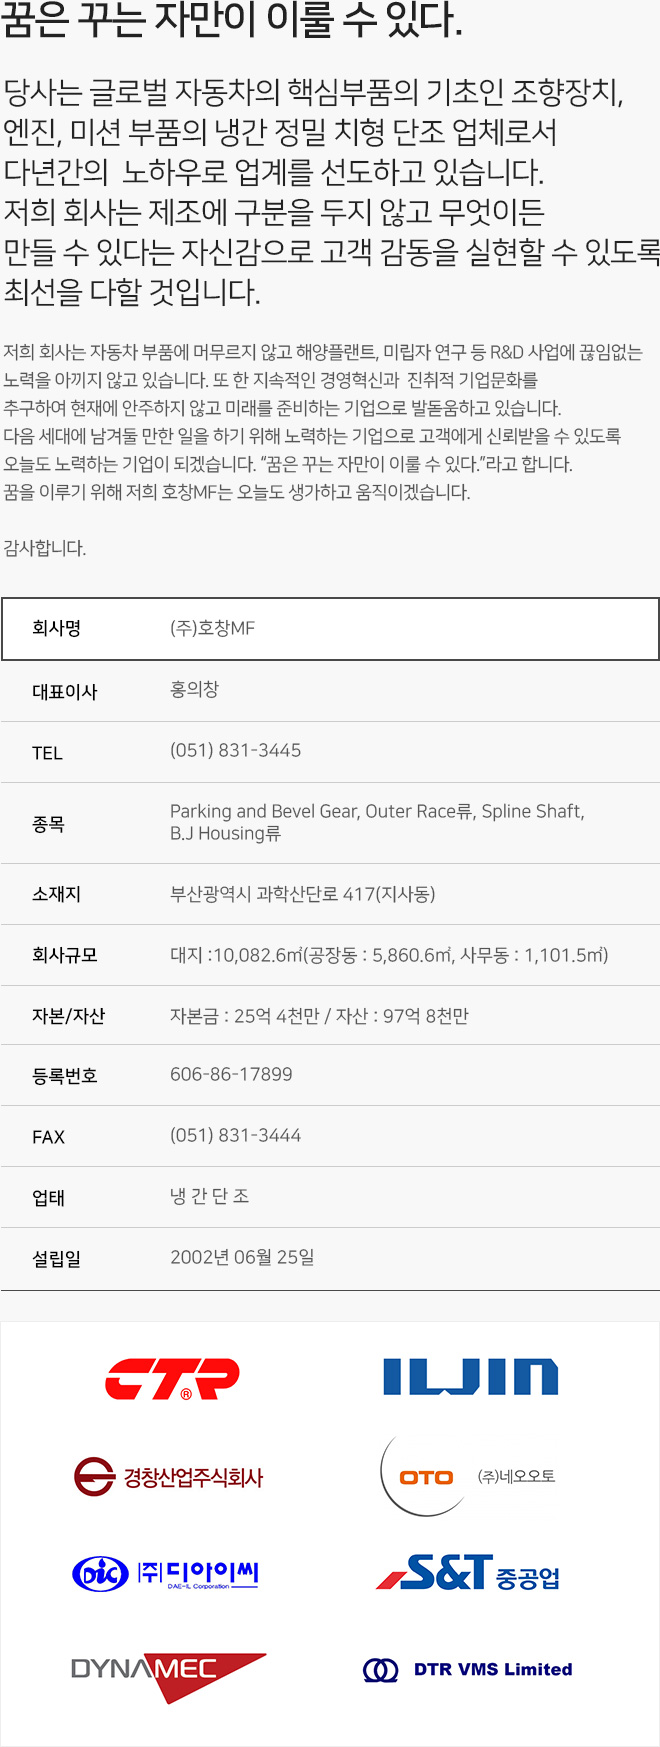 꿈은 꾸는 자만이 이룰 수 있다.
당사는 글로벌 자동차의 핵심부품의 기초인 조향장치,
엔진, 미션 부품의 냉간 정밀 치형 단조 업체로서
다년간의 노하우로 업계를 선도하고 있습니다.
저희 회사는 제조에 구분을 두지 않고 무엇이든
만들 수 있다는 자신감으로 고객 감동을 실현할 수 있도록
최선을 다할 것입니다.
저희 회사는 자동차 부품에 머무르지 않고 해양플랜트, 미립자 연구 등 R&D 사업에 끊임없는
노력을 아끼지 않고 있습니다. 또 한 지속적인 경영혁신과 진취적 기업문화를
추구하여 현재에 안주하지 않고 미래를 준비하는 기업으로 발돋움하고 있습니다.
다음 세대에 남겨둘 만한 일을 하기 위해 노력하는 기업으로 고객에게 신뢰받을 수 있도록
오늘도 노력하는 기업이 되겠습니다. “꿈은 꾸는 자만이 이룰 수 있다.”라고 합니다.
꿈을 이루기 위해 저희 호창MF는 오늘도 생가하고 움직이겠습니다.
감사합니다.
회사명 (주)호창MF
대표이사 홍의창
TEL (051) 831-3445
종목 Parking and Bevel Gear, Outer Race류, Spline Shaft,
B.J Housing류
소재지 부산광역시 과학산단로 417(지사동)
회사규모 대지 :10,082.6㎡(공장동 : 5,860.6㎡, 사무동 : 1,101.5㎡)
자본/자산 자본금 : 25억 4천만 / 자산 : 97억 8천만
등록번호 606-86-17899
FAX (051) 831-3444
업태 냉 간 단 조
설립일 2002년 06월 25일
CTR® ILJIN
경창산업주식회사 OTO (주)네오오토
DIC (주)디아이씨 S&T중공업
DAE-IL Corporation
DYNAMEC DTR VMS Limited